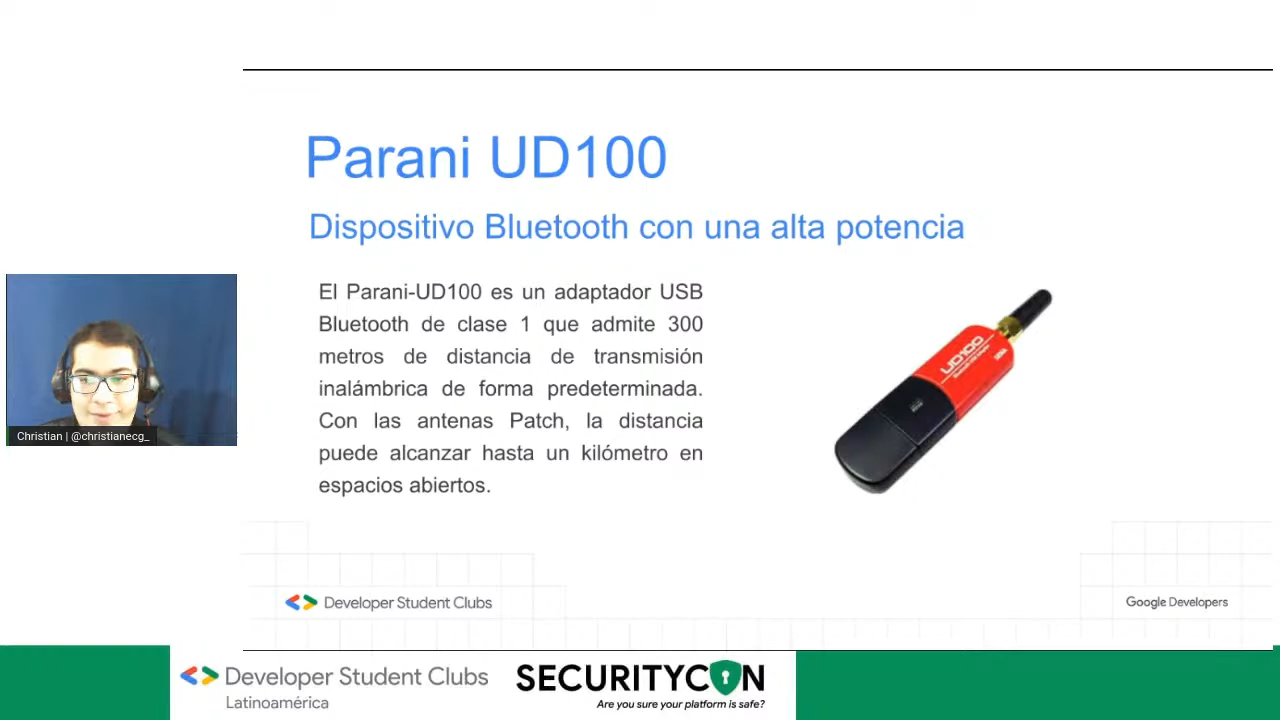 Parani UD100
Dispositivo Bluetooth con una alta potencia
El Parani-UD100 es un adaptador USB
Bluetooth de clase 1 que admite 300
metros de distancia de transmisión
inalámbrica de forma predeterminada.
Con las antenas Patch, la distancia
puede alcanzar hasta un kilómetro en
espacios abiertos.
UD100
Christian | @christianecg_
Developer Student Clubs
Google Developers
Developer Student Clubs
Latinoamérica
SECURITYCON
Are you sure your platform is safe?